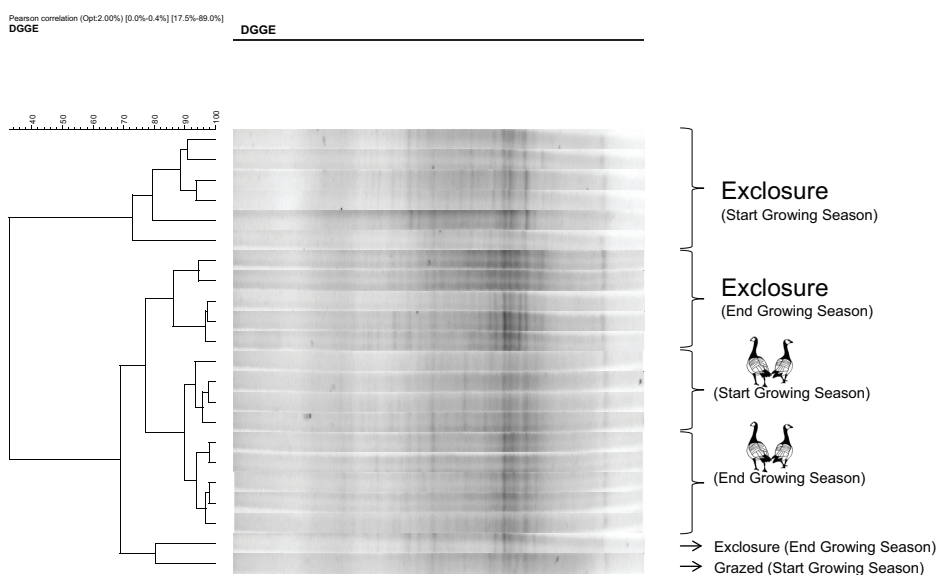 Pearson correlation (Opt:2.00%) [0.0%-0.4%] [17.5%-89.0%]
DGGE
DGGE
40 50 60 70 80 90 100
Exclosure
(Start Growing Season)
Exclosure
(End Growing Season)
(Start Growing Season)
(End Growing Season)
Exclosure (End Growing Season)
Grazed (Start Growing Season)